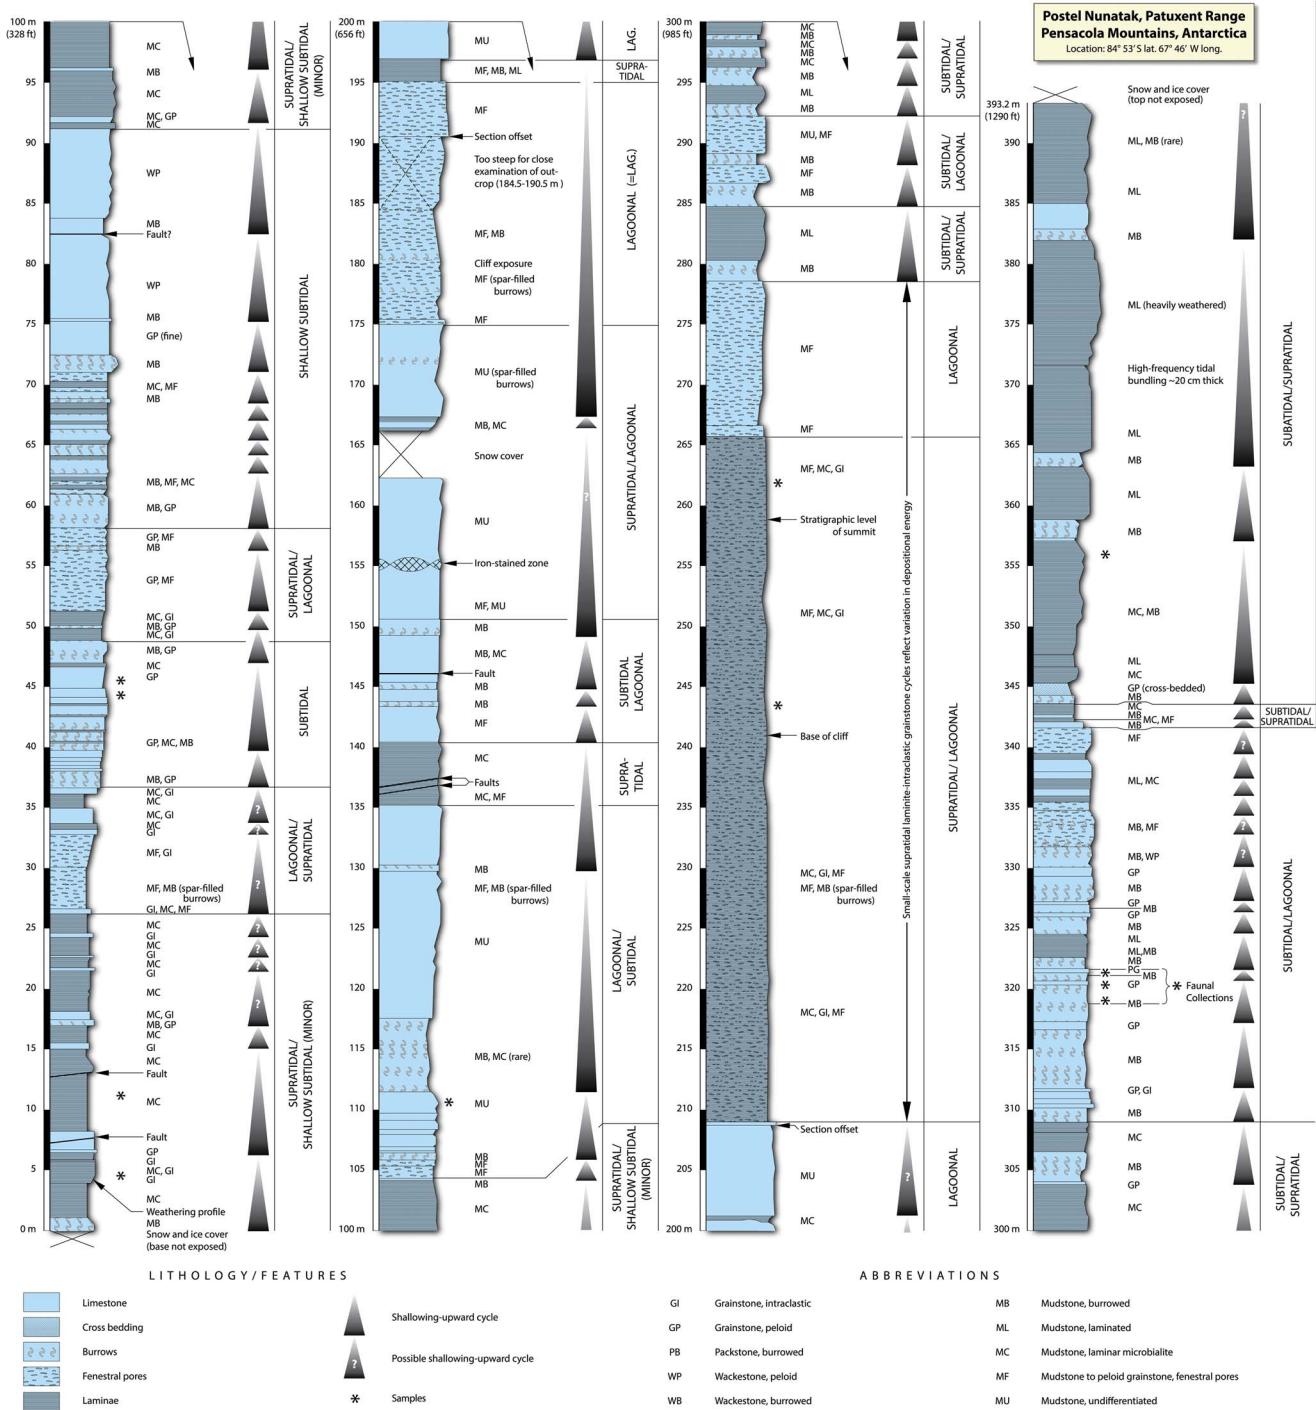 Postel Nunatak, Patuxent Range
Pensacola Mountains, Antarctica
Location: 84° 53’ S lat. 67° 46’ W long.
100 m
(328 ft)
MC
MB
MC
95
MC, GP
MC
90
WP
85
MB
Fault?
80
WP
MB
75
GP (fine)
MB
70
MC, MF
MB
65
MB, MF, MC
60
MB, GP
GP, MF
MB
55
GP, MF
MC, GI
50
MB, GP
MC, GI
MB, GP
MC
GP
45
GP, MC, MB
40
MB, GP
MC, GI
MC
35
MC, GI
MC
GI
MF, GI
30
MF, MB (spar-filled
burrows)
GI, MC, MF
25
MC
GI
MC
GI
MC
GI
20
MC
MC, GI
MB, GP
MC
15
GI
MC
Fault
MC
10
Fault
GP
GI
5
MC, GI
GI
MC
Weathering profile
MB
0 m
Snow and ice cover
(base not exposed)
?
?
?
?
?
?
?
SUPRATIDAL/
SHALLOW SUBTIDAL
(MINOR)
SHALLOW SUBTIDAL
SUPRATIDAL/
LAGOONAL
SUBTIDAL
LAGOONAL/
SUPRATIDAL
SUPRATIDAL/
SHALLOW SUBTIDAL (MINOR)
200 m
(656 ft)
MU
MF, MB, ML
195
MF
190
Section offset
Too steep for close
examination of out-
crop (184.5-190.5 m )
185
MF, MB
180
Cliff exposure
MF (spar-filled
burrows)
MF
175
MU (spar-filled
burrows)
170
MB, MC
165
Snow cover
160
MU
155
Iron-stained zone
MF, MU
150
MB
MB, MC
Fault
145
MB
MB
MF
140
MC
Faults
MC, MF
135
130
MB
MF, MB (spar-filled
burrows)
125
MU
120
115
MB, MC (rare)
110
MU
105
MB
MF
MF
MB
MC
100 m
?
LAG.
SUPRA-
TIDAL
LAGOONAL (=LAG.)
SUPRATIDAL/LAGOONAL
SUBTIDAL
LAGOONAL
SUPRA-
TIDAL
LAGOONAL/
SUBTIDAL
SUPRATIDAL/
SHALLOW SUBTIDAL
(MINOR)
300 m
(985 ft)
MC
MB
MC
MB
MC
MB
295
ML
MB
MU, MF
290
MB
MF
MB
285
ML
280
MB
275
MF
270
MF
265
MF, MC, GI
260
Stratigraphic level
of summit
255
MF, MC, GI
250
245
Base of cliff
240
235
230
MC, GI, MF
MF, MB (spar-filled
burrows)
225
220
MC, GI, MF
215
210
Section offset
205
MU
MC
200 m
Small-scale supratidal laminite-intraclastic grainstone cycles reflect variation in depositional energy
?
SUBTIDAL/
SUPRATIDAL
SUBTIDAL/
LAGOONAL
SUBTIDAL/
SUPRATIDAL
LAGOONAL
SUPRATIDAL/ LAGOONAL
LAGOONAL
Snow and ice cover
(top not exposed)
393.2 m
(1290 ft)
390
ML, MB (rare)
ML
385
MB
380
ML (heavily weathered)
375
High-frequency tidal
bundling ~20 cm thick
370
ML
365
MB
ML
360
MB
355
MC, MB
350
ML
MC
345
GP (cross-bedded)
MB
MC
MB
MC, MF
MB
340
MF
ML, MC
335
MB, MF
MB, WP
330
GP
MB
GP
MB
GP
325
MB
ML
ML,MB
MB
PG
MB
320
GP
MB
Faunal
Collections
GP
315
MB
GP, GI
310
MB
MC
305
MB
GP
MC
300 m
?
?
?
?
SUBATIDAL/SUPRATIDAL
SUBTIDAL/
SUPRATIDAL
SUBTIDAL/LAGOONAL
SUBTIDAL/
SUPRATIDAL
LITHOLOGY/FEATURES
Limestone
Cross bedding
Burrows
Fenestral pores
Laminae
Shallowing-upward cycle
? Possible shallowing-upward cycle
* Samples
ABBREVIATIONS
GI Grainstone, intraclastic
GP Grainstone, peloid
PB Packstone, burrowed
WP Wackestone, peloid
WB Wackestone, burrowed
MB Mudstone, burrowed
ML Mudstone, laminated
MC Mudstone, laminar microbialite
MF Mudstone to peloid grainstone, fenestral pores
MU Mudstone, undifferentiated